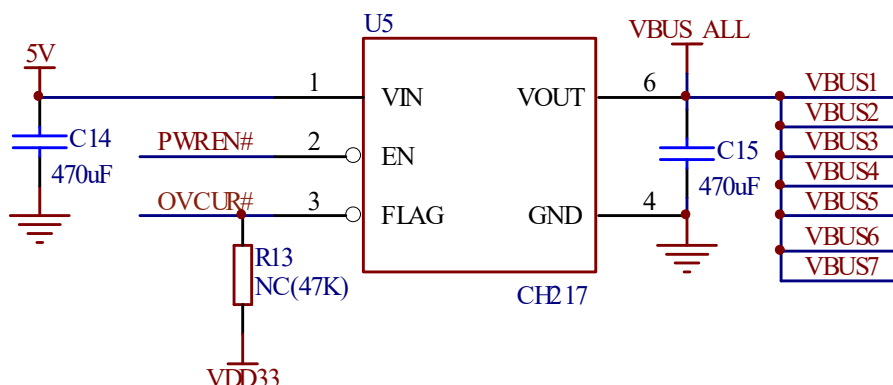 U5
VBUS_ALL
5V
1
VIN
VOUT
6
VBUS1
VBUS2
C14
470uF
PWREN#
2
EN
C15
470uF
VBUS3
VBUS4
OVCUR#
3
FLAG
GND
4
VBUS5
VBUS6
VBUS7
R13
NC(47K)
CH217
VDD33